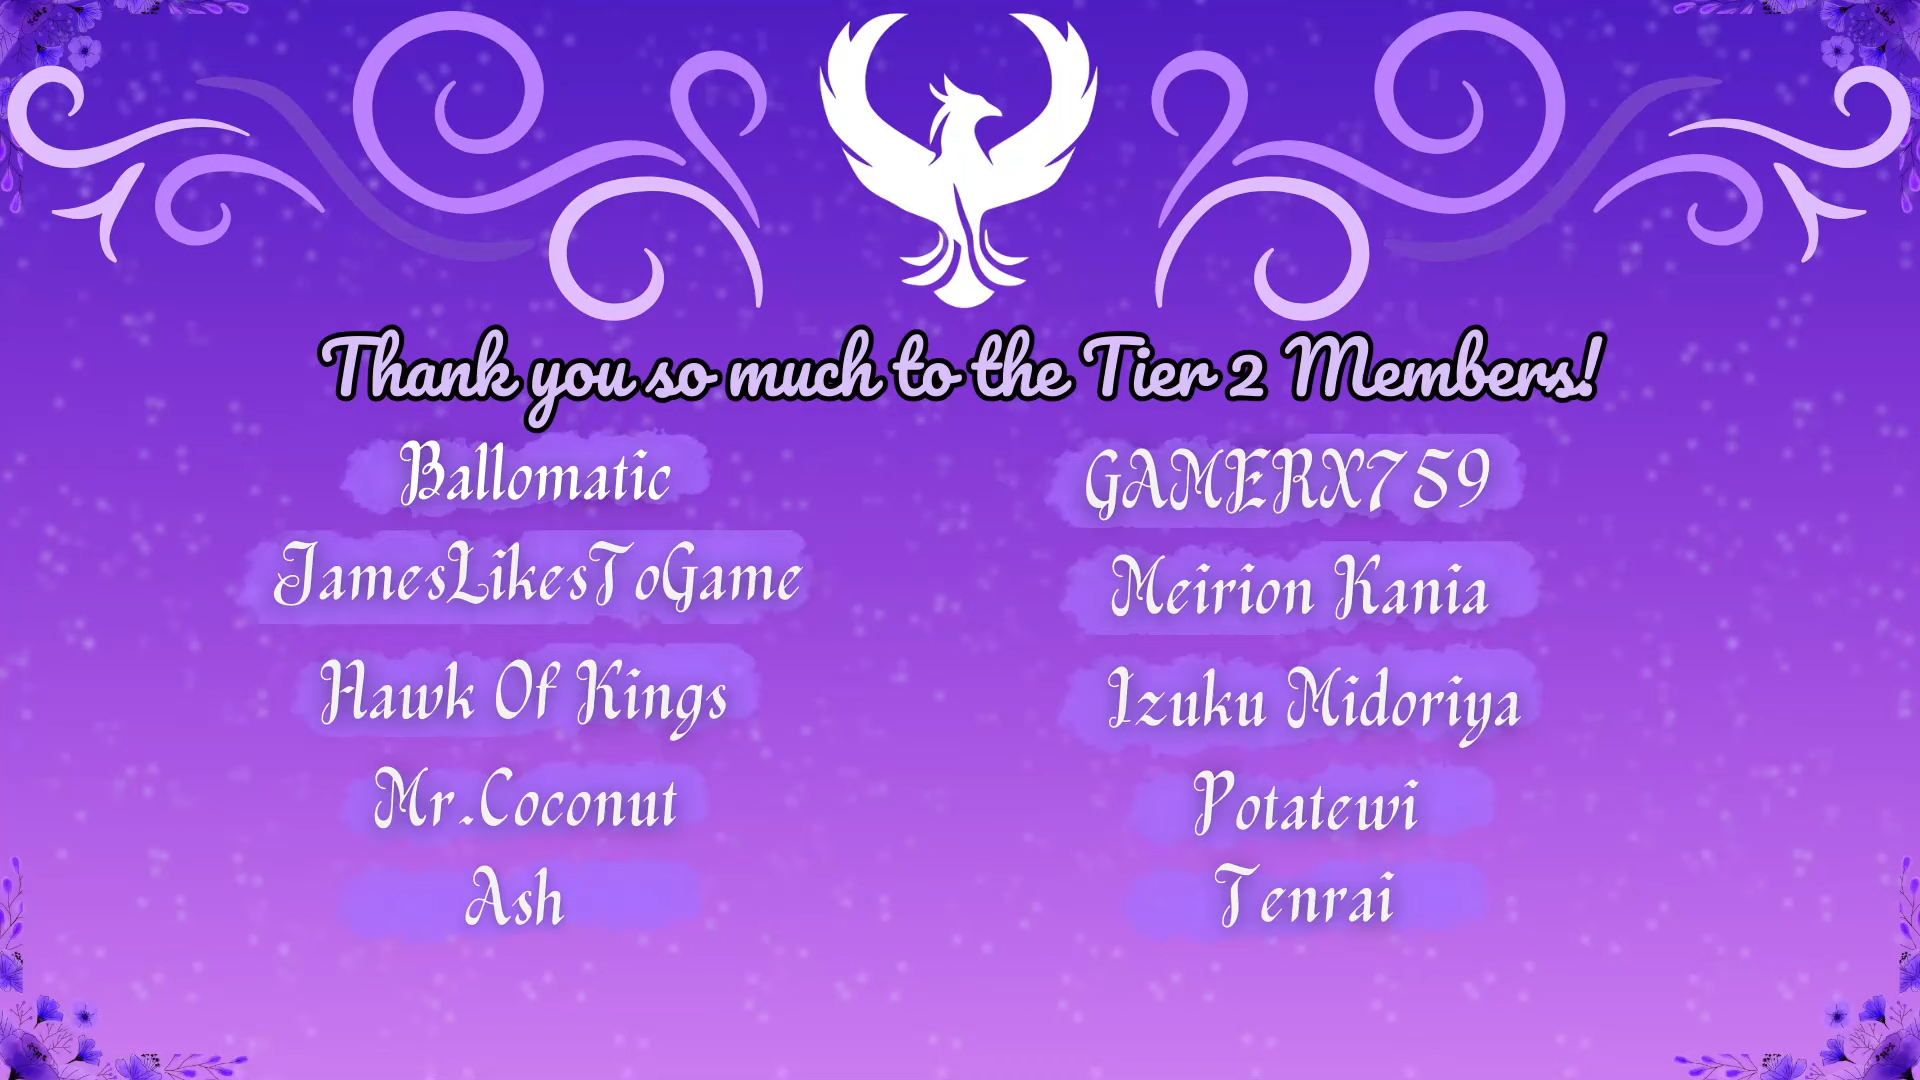 Thank you so much to the Tier 2 Members!
Ballomatic
GAMERX759
JamesLikesToGame
Meirion Kania
Hawk Of Kings
Izuku Midoriya
Mr.Coconut
Potatewi
Ash
Tenrai